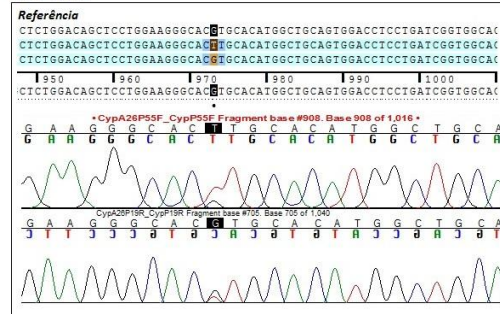 Referência
CTCTGGACAGCTCCTGGAAGGGCACGTGCACATGGCTGCAGTGGACCTCCTGATCGGTGGCAC
CTCTGGACAGCTCCTGGAAGGGCACTTGCACATGGCTGCAGTGGACCTCCTGATCGGTGGCAC
CTCTGGACAGCTCCTGGAAGGGCACGTGCACATGGCTGCAGTGGACCTCCTGATCGGTGGCAC
950 960 970 980 990 1000
CTCTGGACAGCTCCTGGAAGGGCACGTGCACATGGCTGCAGTGGACCTCCTGATCGGTGGCAC
•CypA26P55F_CypP55F Fragment base #908. Base 908 of 1,016 •
G A A G G G C A C T T G C A C A T G G C T G C A
G A A G G G C A C T T G C A C A T G G C T G C A
CypA26P19R_CypP19R Fragment base #705. Base 705 of 1,040
G A A G G G C A C G T G C A C A T G G C T G C A